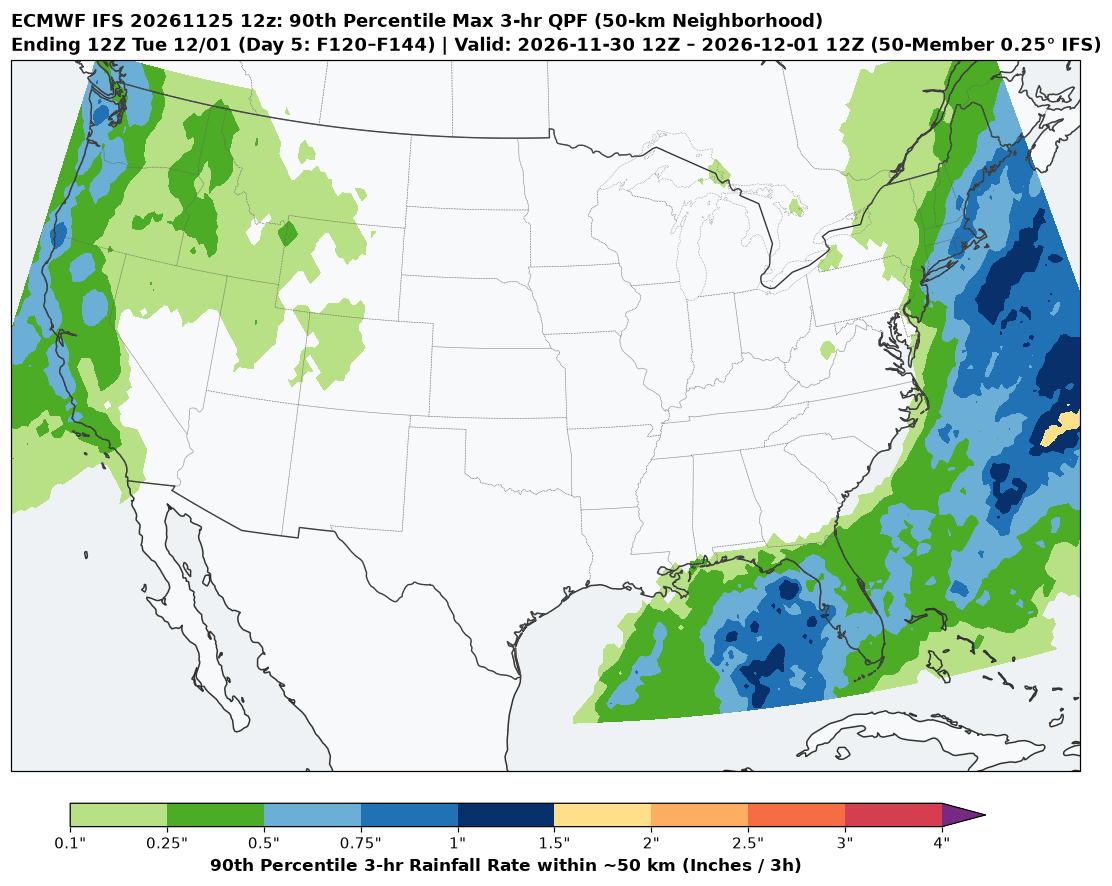 ECMWF IFS 20261125 12z: 90th Percentile Max 3-hr QPF (50-km Neighborhood)
Ending 12Z Tue 12/01 (Day 5: F120–F144) | Valid: 2026-11-30 12Z – 2026-12-01 12Z (50-Member 0.25° IFS)
0.1" 0.25" 0.5" 0.75" 1" 1.5" 2" 2.5" 3" 4"
90th Percentile 3-hr Rainfall Rate within ~50 km (Inches / 3h)